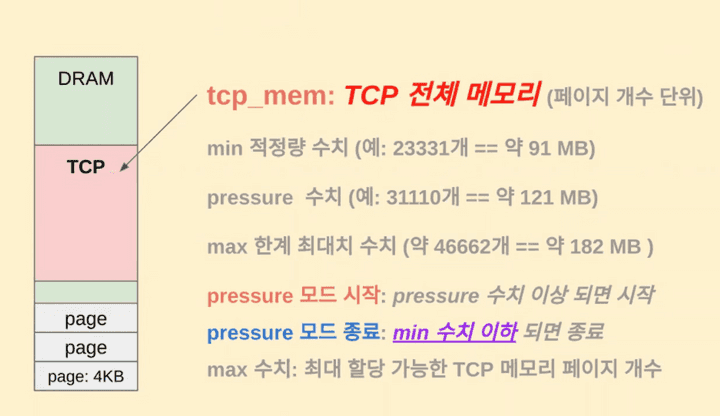 DRAM
TCP
page
page
page: 4KB
tcp_mem: TCP 전체 메모리 (페이지 개수 단위)
min 적정량 수치 (예: 23331개 == 약 91 MB)
pressure 수치 (예: 31110개 == 약 121 MB)
max 한계 최대치 수치 (약 46662개 == 약 182 MB )
pressure 모드 시작: pressure 수치 이상 되면 시작
pressure 모드 종료: min 수치 이하 되면 종료
max 수치: 최대 할당 가능한 TCP 메모리 페이지 개수